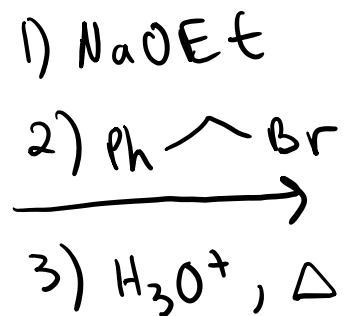 1) NaOEt
2) Ph Br
3) H₃O⁺, Δ